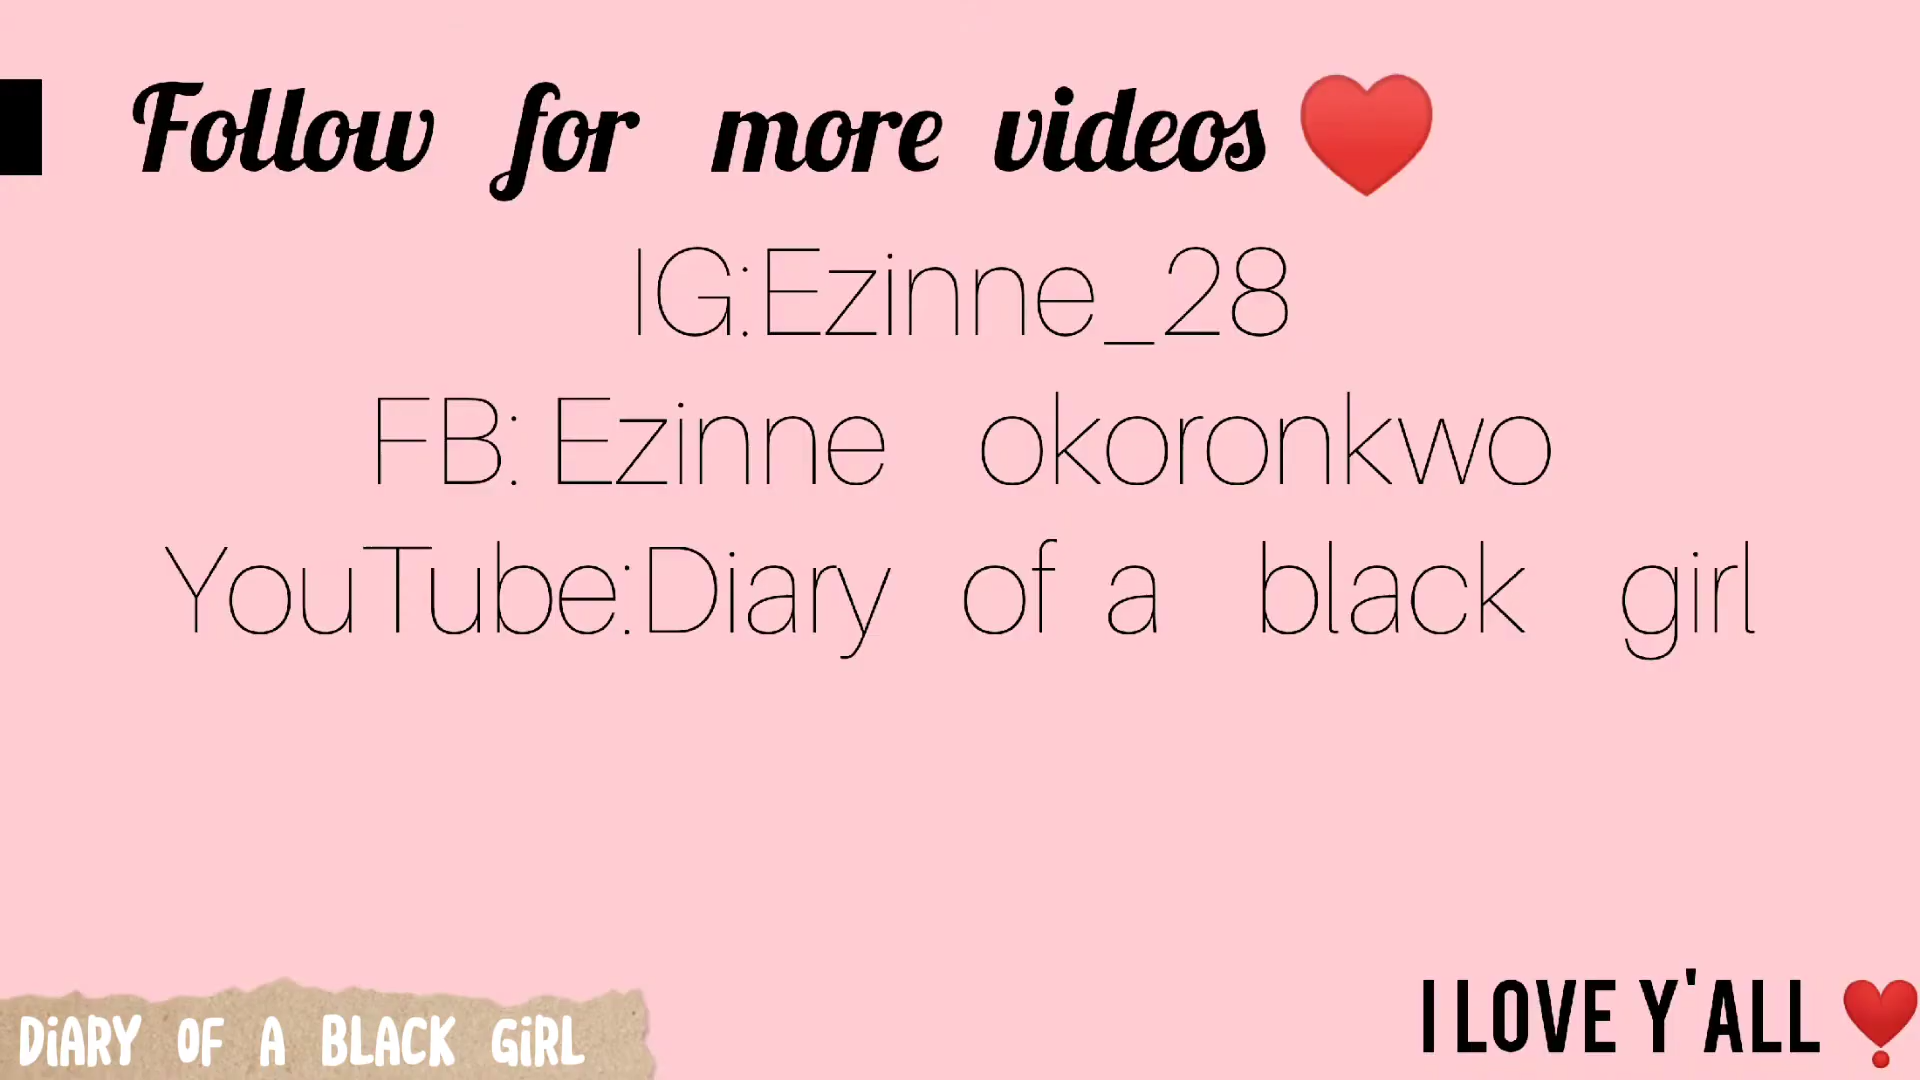 Follow for more videos ❤️
IG:Ezinne_28
FB: Ezinne okoronkwo
YouTube:Diary of a black girl
DiARY OF A BLACK GiRL
I LOVE Y'ALL ❣️